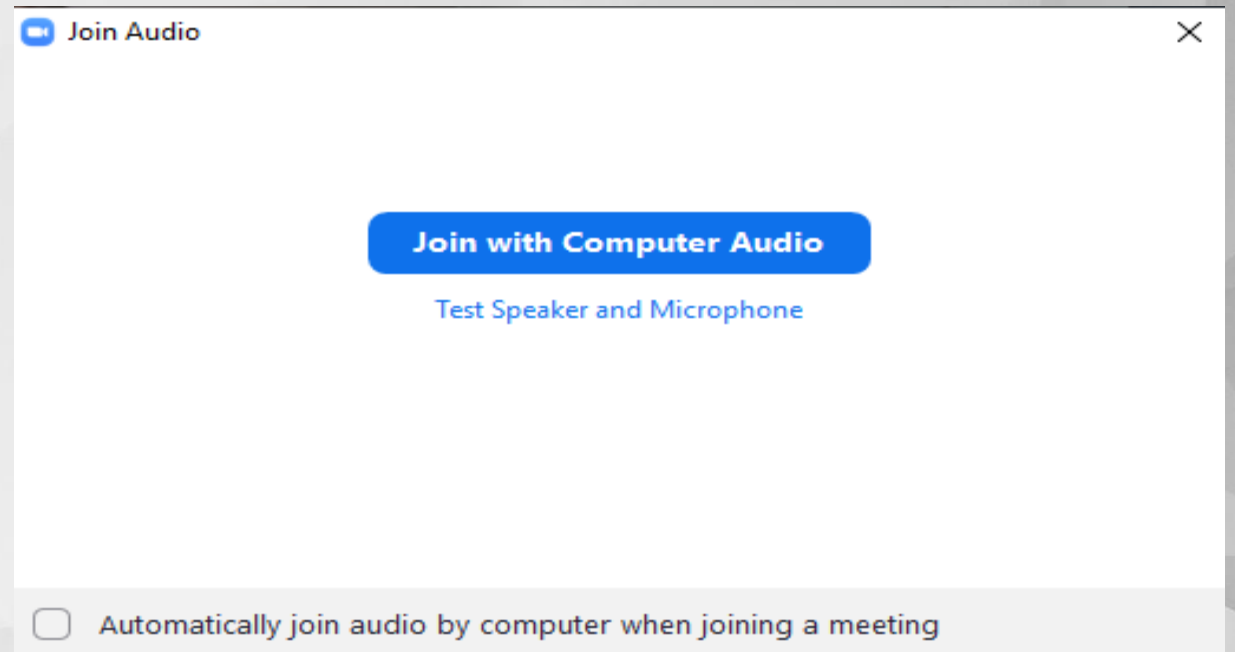 Join Audio
Join with Computer Audio
Test Speaker and Microphone
Automatically join audio by computer when joining a meeting